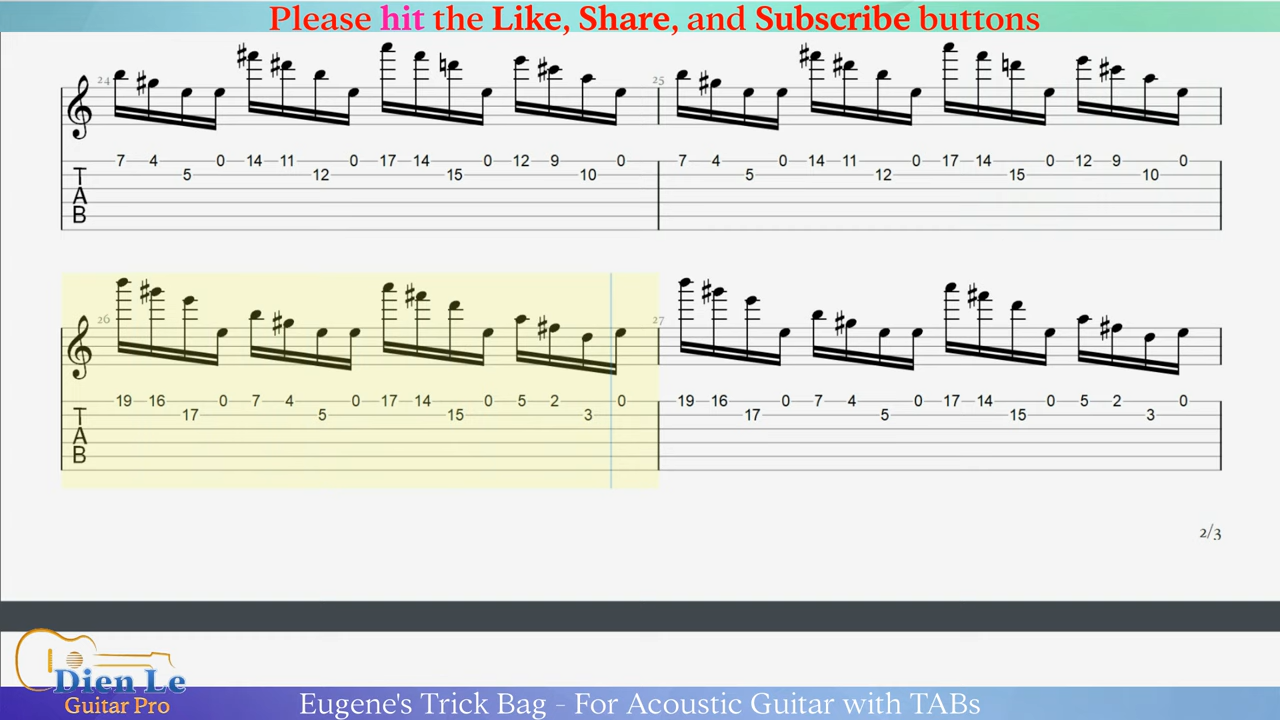 Please hit the Like, Share, and Subscribe buttons
24 25
7 4 0 14 11 0 17 14 0 12 9 0 7 4 0 14 11 0 17 14 0 12 9 0
T 5 12 15 10 5 12 15 10
A
B
26 27
19 16 0 7 4 0 17 14 0 5 2 0 19 16 0 7 4 0 17 14 0 5 2 0
T 17 5 15 3 17 5 15 3
A
B
2/3
Dien Le
Guitar Pro
Eugene's Trick Bag - For Acoustic Guitar with TABs